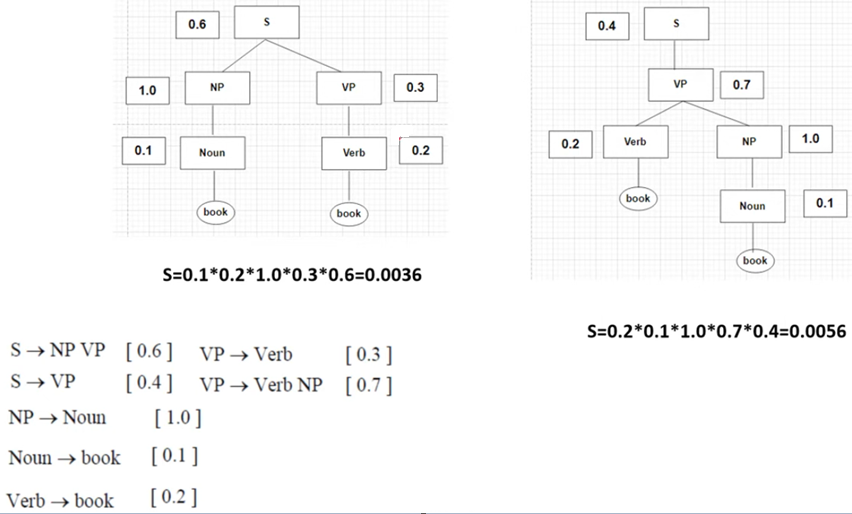 0.6 S
1.0 NP VP 0.3
0.1 Noun Verb 0.2
book book
S=0.1*0.2*1.0*0.3*0.6=0.0036
0.4 S
VP 0.7
0.2 Verb NP 1.0
book Noun 0.1
book
S=0.2*0.1*1.0*0.7*0.4=0.0056
S → NP VP [ 0.6 ] VP → Verb [ 0.3 ]
S → VP [ 0.4 ] VP → Verb NP [ 0.7 ]
NP → Noun [ 1.0 ]
Noun → book [ 0.1 ]
Verb → book [ 0.2 ]